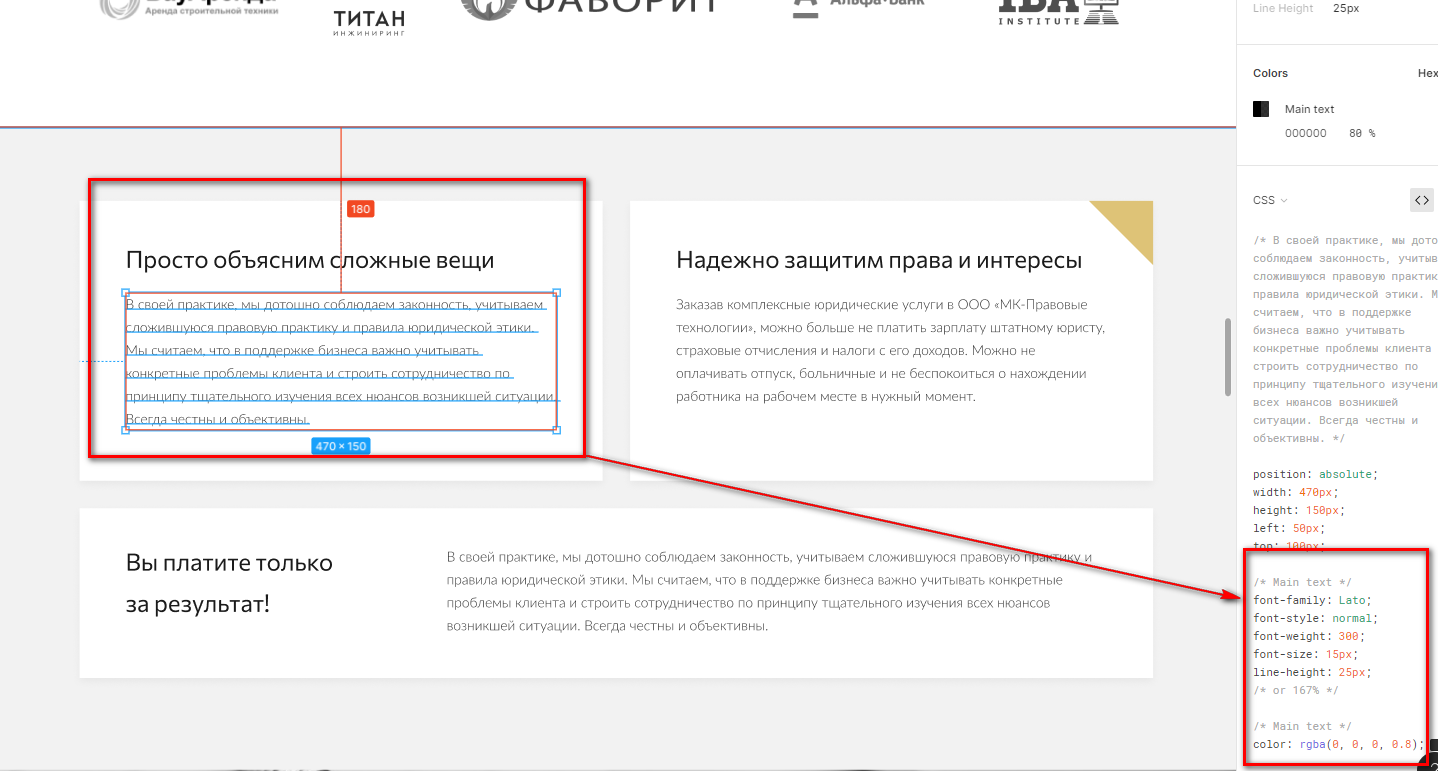 Аренда строительной техники
ТИТАН
ИНЖИНИРИНГ
ФАВОРИТ
Альфа-Банк
IBA
INSTITUTE
180
Просто объясним сложные вещи
В своей практике, мы дотошно соблюдаем законность, учитываем
сложившуюся правовую практику и правила юридической этики.
Мы считаем, что в поддержке бизнеса важно учитывать
конкретные проблемы клиента и строить сотрудничество по
принципу тщательного изучения всех нюансов возникшей ситуации.
Всегда честны и объективны.
470 × 150
Надежно защитим права и интересы
Заказав комплексные юридические услуги в ООО «МК-Правовые
технологии», можно больше не платить зарплату штатному юристу,
страховые отчисления и налоги с его доходов. Можно не
оплачивать отпуск, больничные и не беспокоиться о нахождении
работника на рабочем месте в нужный момент.
Вы платите только
за результат!
В своей практике, мы дотошно соблюдаем законность, учитываем сложившуюся правовую практику и
правила юридической этики. Мы считаем, что в поддержке бизнеса важно учитывать конкретные
проблемы клиента и строить сотрудничество по принципу тщательного изучения всех нюансов
возникшей ситуации. Всегда честны и объективны.
Line Height 25px
Colors Hex
Main text
000000 80 %
CSS
/* В своей практике, мы дото
соблюдаем законность, учитыв
сложившуюся правовую практик
правила юридической этики. М
считаем, что в поддержке
бизнеса важно учитывать
конкретные проблемы клиента
строить сотрудничество по
принципу тщательного изучени
всех нюансов возникшей
ситуации. Всегда честны и
объективны. */
position: absolute;
width: 470px;
height: 150px;
left: 50px;
top: 100px;
/* Main text */
font-family: Lato;
font-style: normal;
font-weight: 300;
font-size: 15px;
line-height: 25px;
/* or 167% */
/* Main text */
color: rgba(0, 0, 0, 0.8);